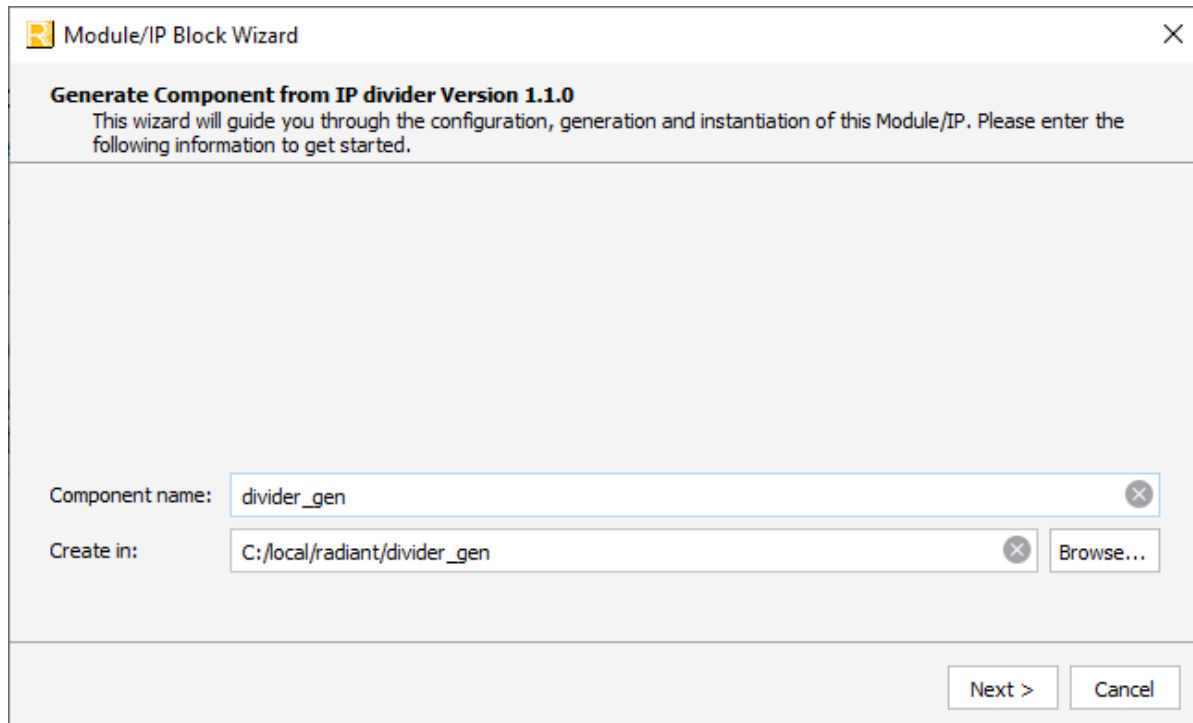 Module/IP Block Wizard
Generate Component from IP divider Version 1.1.0
This wizard will guide you through the configuration, generation and instantiation of this Module/IP. Please enter the
following information to get started.
Component name: divider_gen
Create in: C:/local/radiant/divider_gen Browse...
Next > Cancel